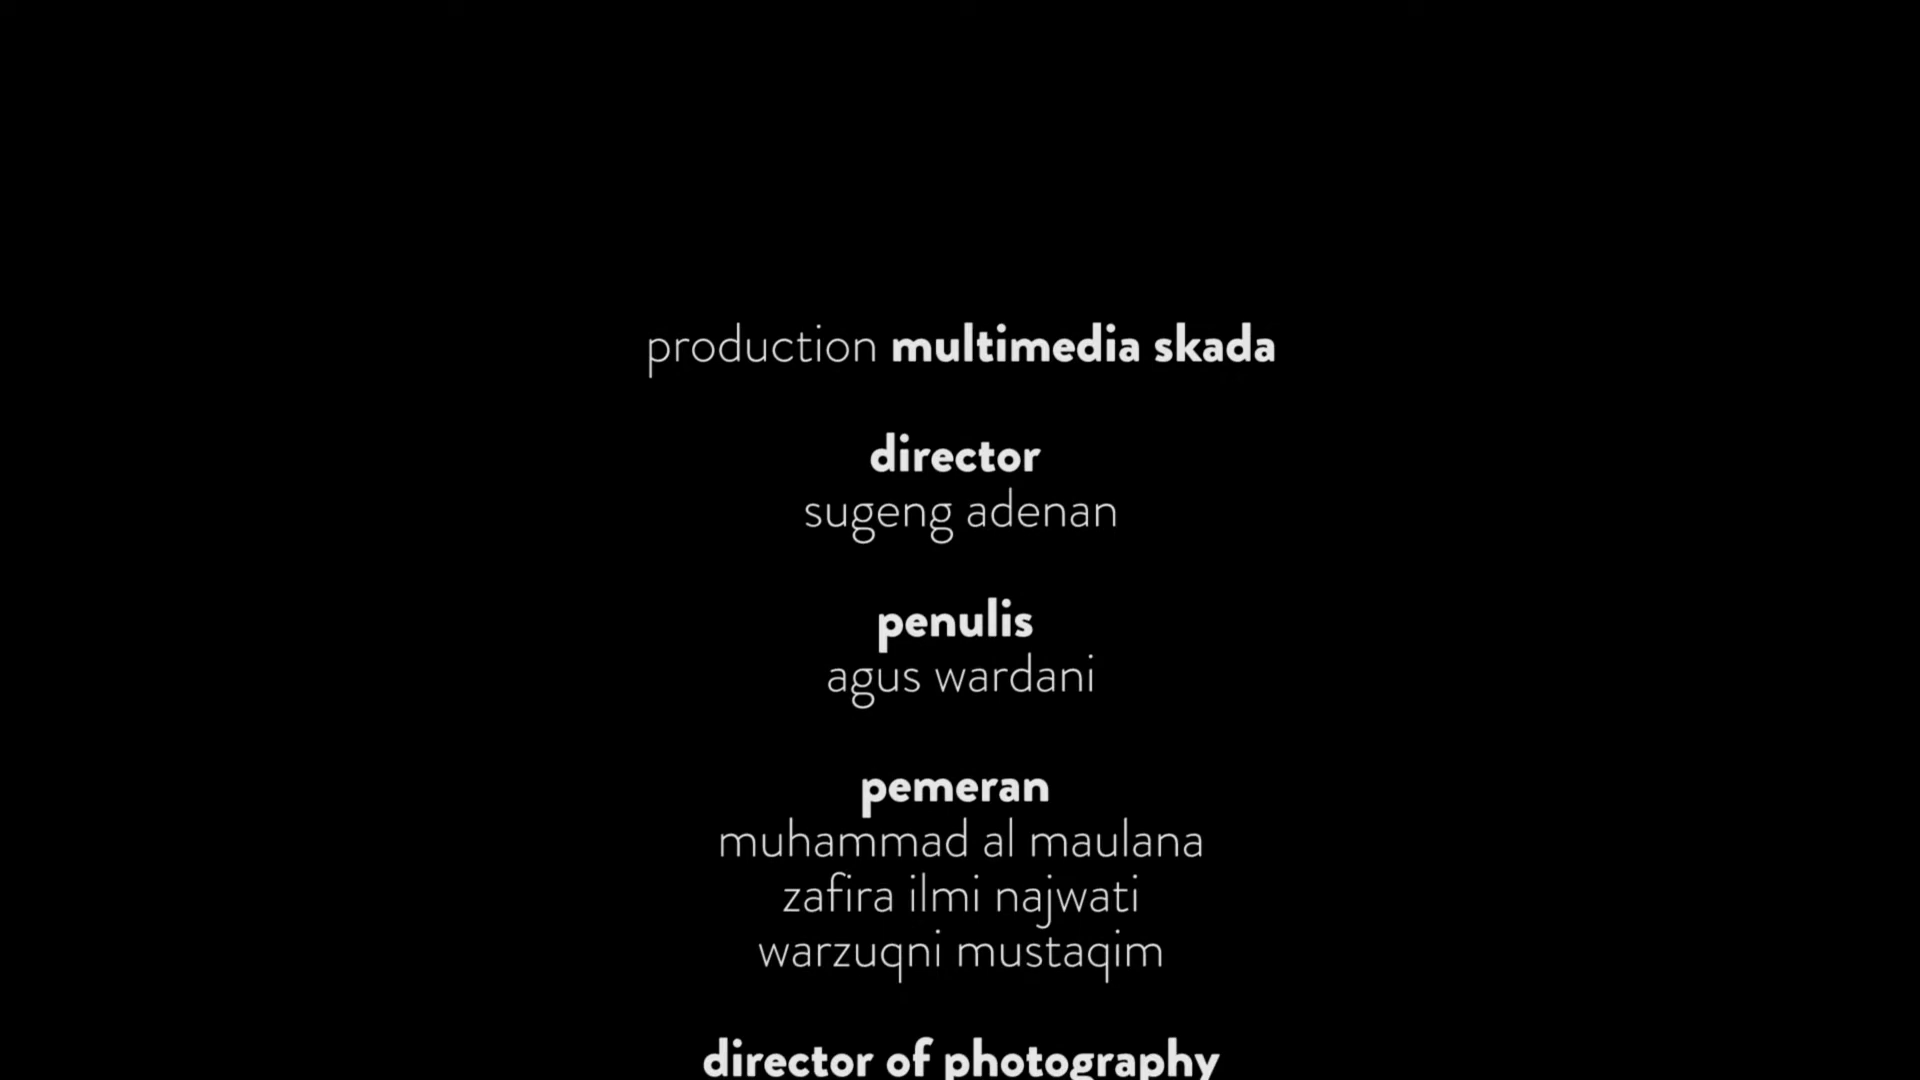 production multimedia skada
director
sugeng adenan
penulis
agus wardani
pemeran
muhammad al maulana
zafira ilmi najwati
warzuqni mustaqim
director of photography